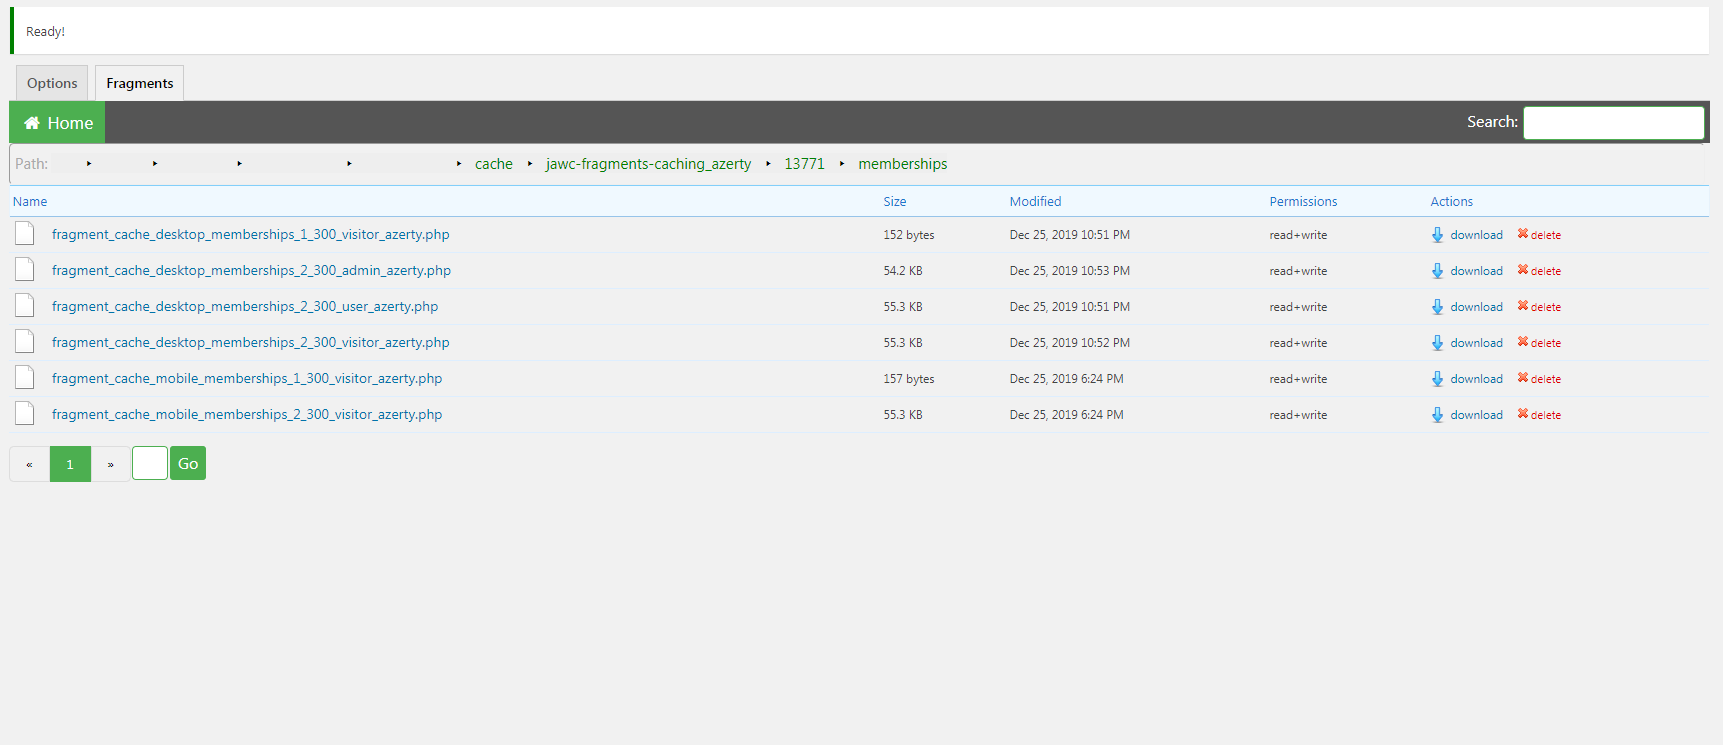 Ready!
Options Fragments
Home Search:
Path: ‣ ‣ ‣ ‣ ‣ cache ‣ jawc-fragments-caching_azerty ‣ 13771 ‣ memberships
Name Size Modified Permissions Actions
fragment_cache_desktop_memberships_1_300_visitor_azerty.php 152 bytes Dec 25, 2019 10:51 PM read+write download delete
fragment_cache_desktop_memberships_2_300_admin_azerty.php 54.2 KB Dec 25, 2019 10:53 PM read+write download delete
fragment_cache_desktop_memberships_2_300_user_azerty.php 55.3 KB Dec 25, 2019 10:51 PM read+write download delete
fragment_cache_desktop_memberships_2_300_visitor_azerty.php 55.3 KB Dec 25, 2019 10:52 PM read+write download delete
fragment_cache_mobile_memberships_1_300_visitor_azerty.php 157 bytes Dec 25, 2019 6:24 PM read+write download delete
fragment_cache_mobile_memberships_2_300_visitor_azerty.php 55.3 KB Dec 25, 2019 6:24 PM read+write download delete
« 1 » Go